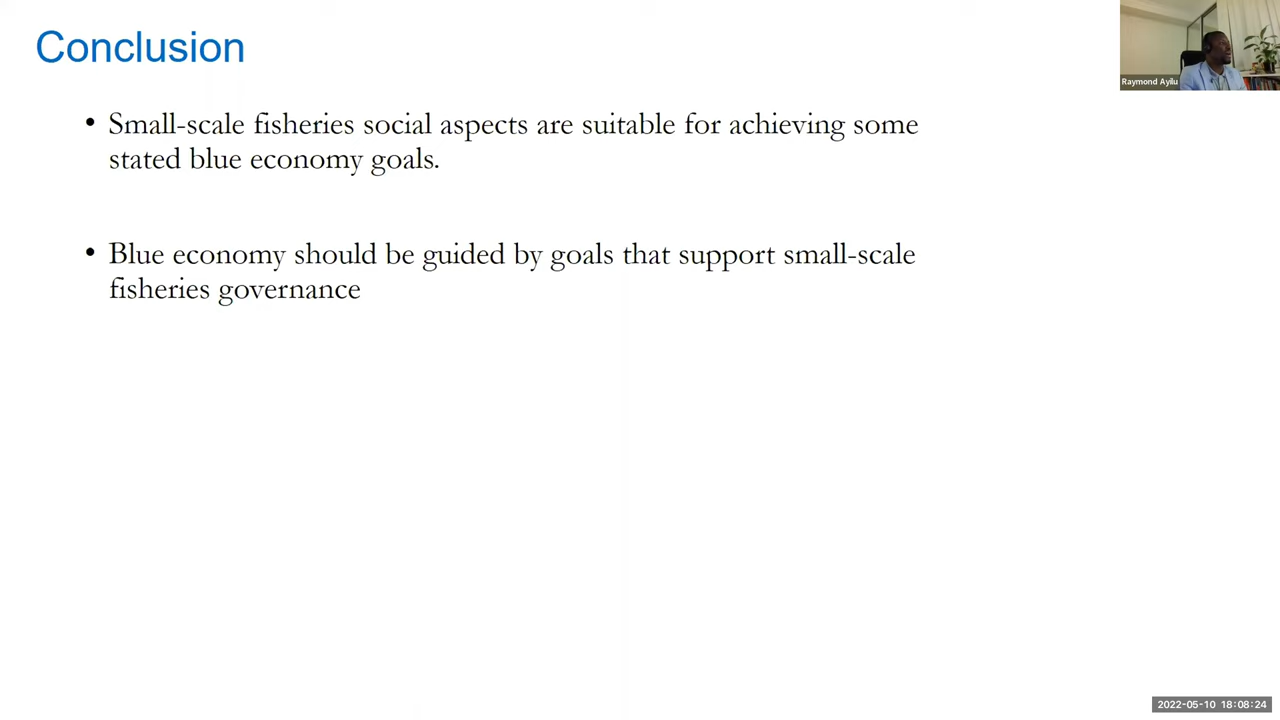 Conclusion
Raymond Ayilu
• Small-scale fisheries social aspects are suitable for achieving some
stated blue economy goals.
• Blue economy should be guided by goals that support small-scale
fisheries governance
2022-05-10 18:08:24